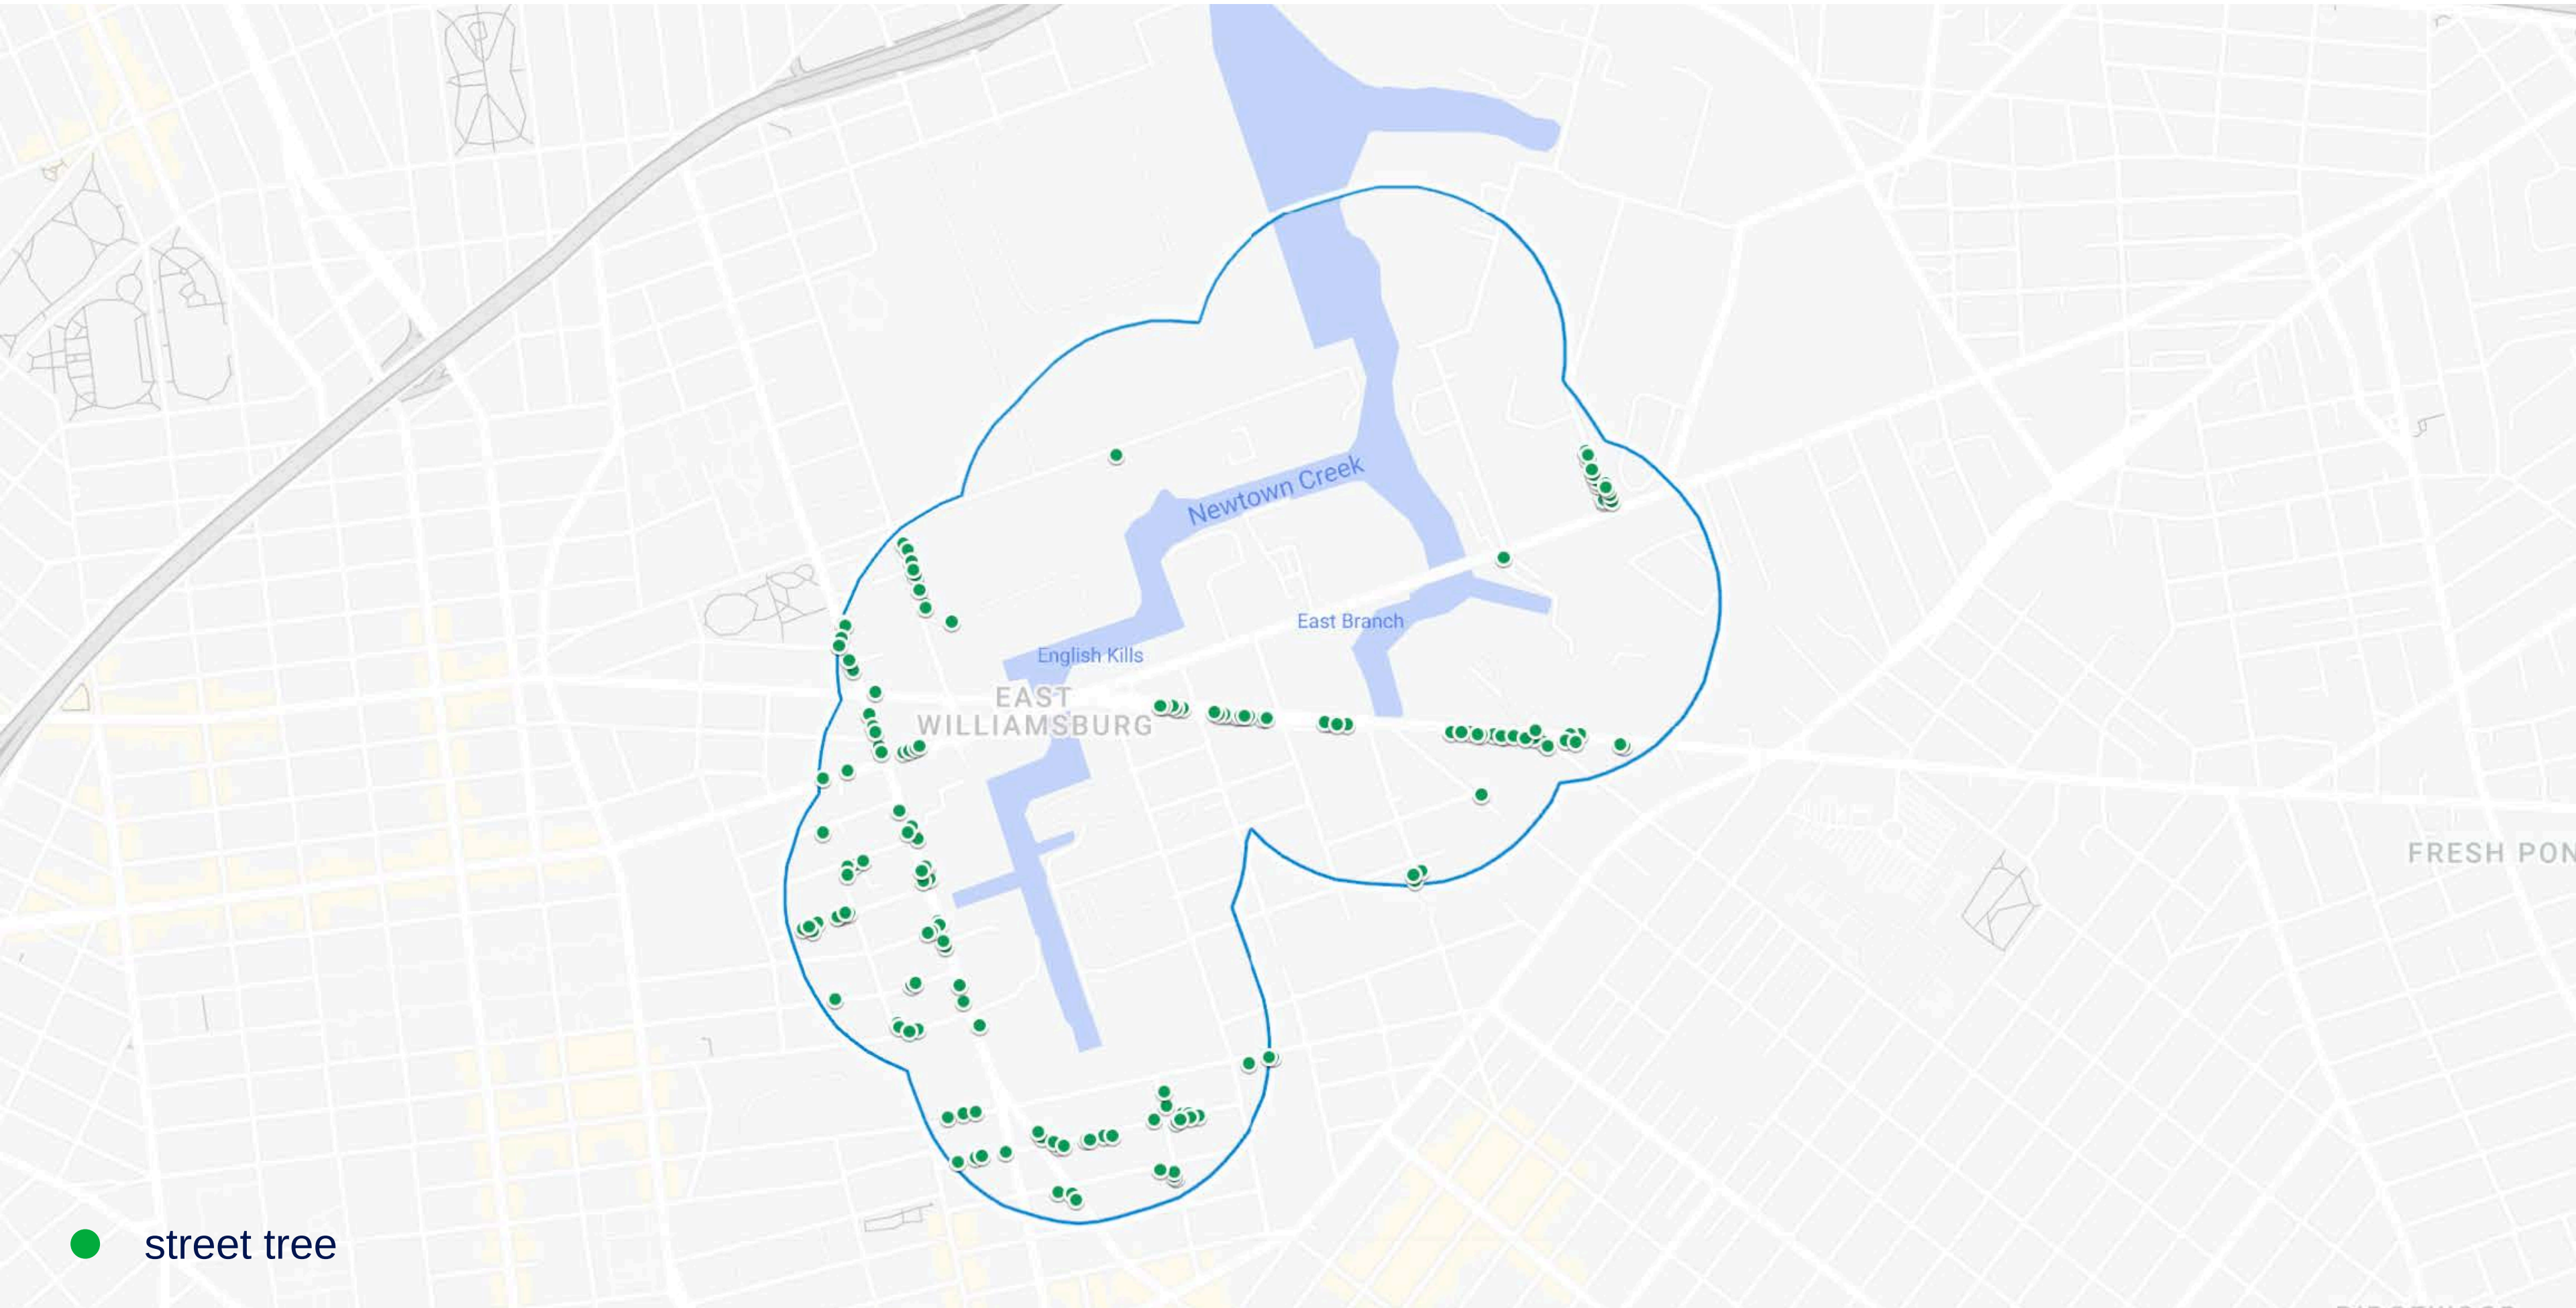 Newtown Creek
East Branch
English Kills
EAST
WILLIAMSBURG
FRESH PON
street tree